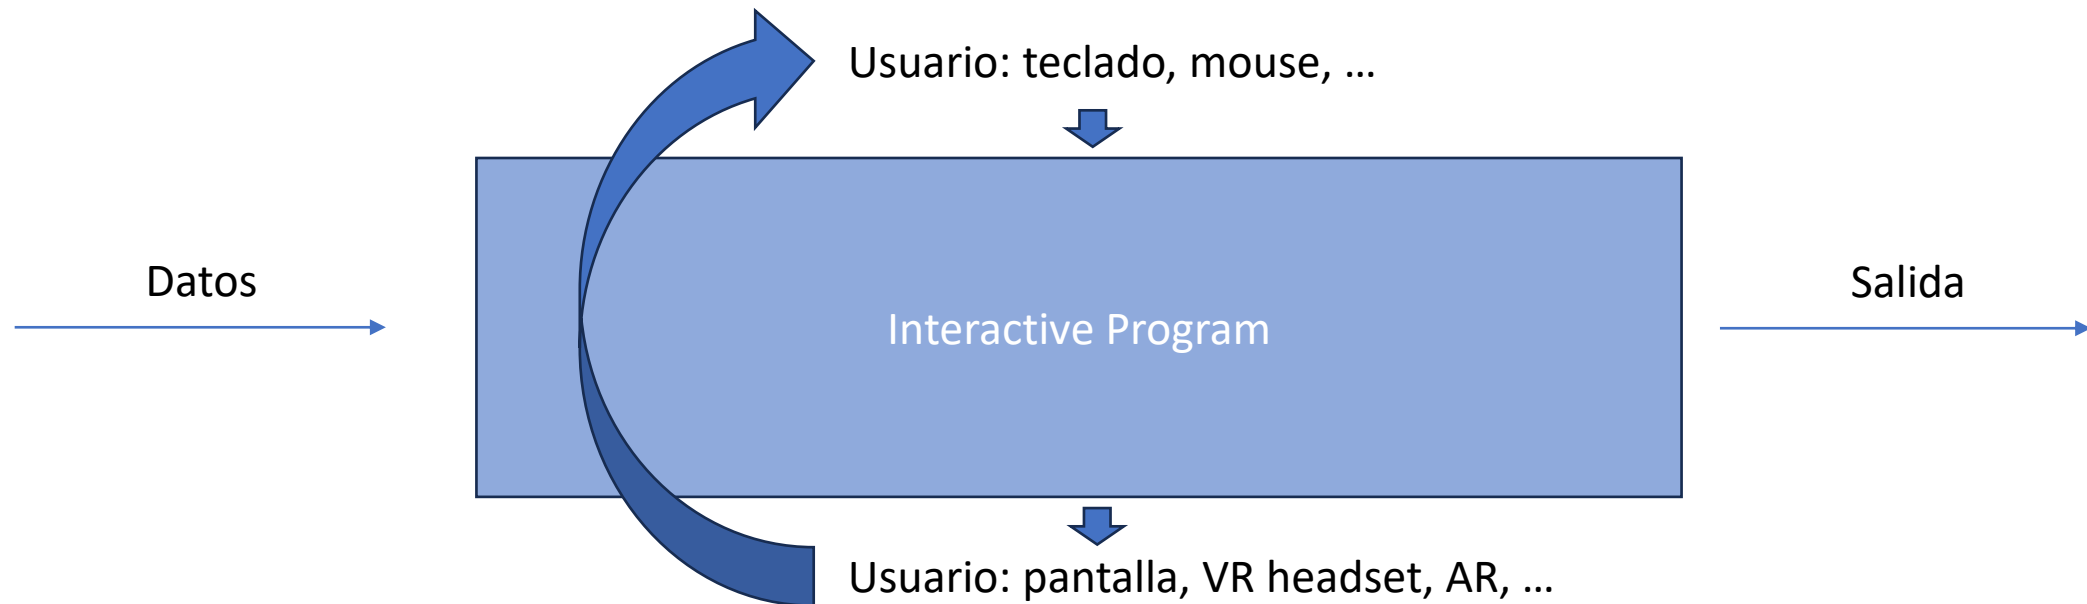 Usuario: teclado, mouse, …
Datos
Interactive Program
Salida
Usuario: pantalla, VR headset, AR, …